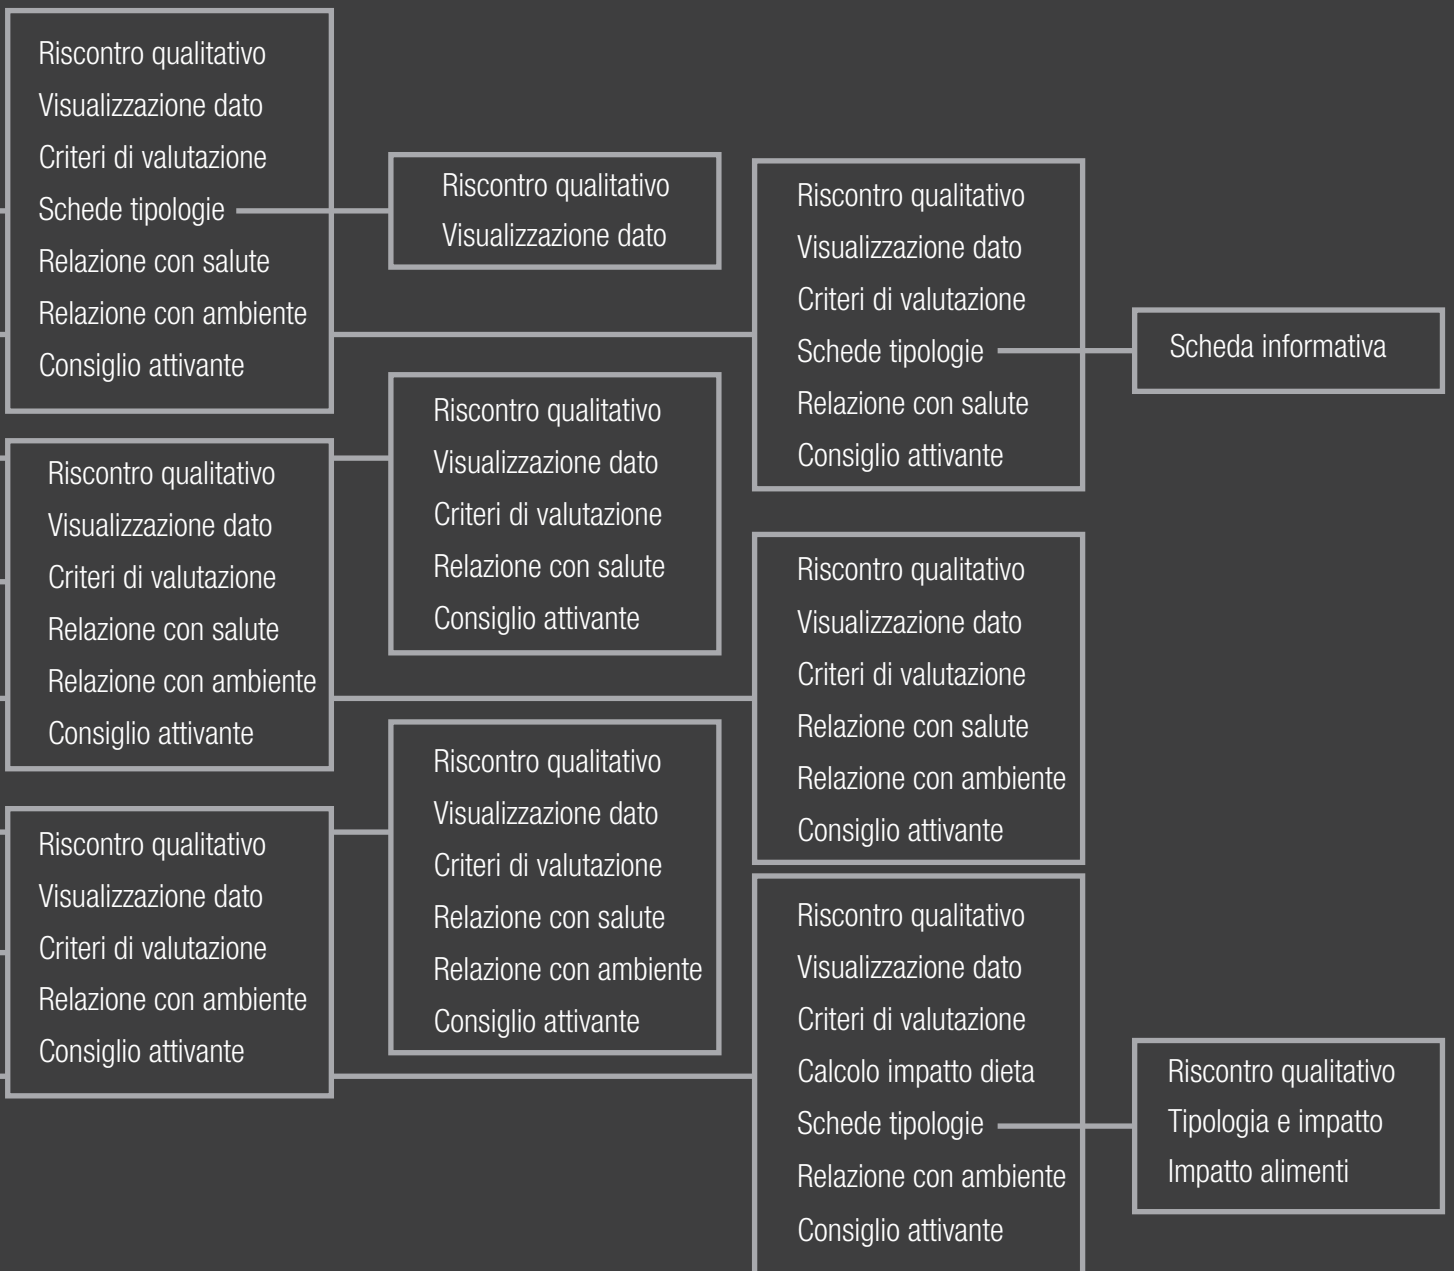 Riscontro qualitativo
Visualizzazione dato
Criteri di valutazione
Schede tipologie
Relazione con salute
Relazione con ambiente
Consiglio attivante
Riscontro qualitativo
Visualizzazione dato
Criteri di valutazione
Relazione con salute
Relazione con ambiente
Consiglio attivante
Riscontro qualitativo
Visualizzazione dato
Criteri di valutazione
Relazione con ambiente
Consiglio attivante
Riscontro qualitativo
Visualizzazione dato
Riscontro qualitativo
Visualizzazione dato
Criteri di valutazione
Relazione con salute
Consiglio attivante
Riscontro qualitativo
Visualizzazione dato
Criteri di valutazione
Relazione con salute
Relazione con ambiente
Consiglio attivante
Riscontro qualitativo
Visualizzazione dato
Criteri di valutazione
Schede tipologie
Relazione con salute
Consiglio attivante
Riscontro qualitativo
Visualizzazione dato
Criteri di valutazione
Relazione con salute
Relazione con ambiente
Consiglio attivante
Riscontro qualitativo
Visualizzazione dato
Criteri di valutazione
Calcolo impatto dieta
Schede tipologie
Relazione con ambiente
Consiglio attivante
Scheda informativa
Riscontro qualitativo
Tipologia e impatto
Impatto alimenti